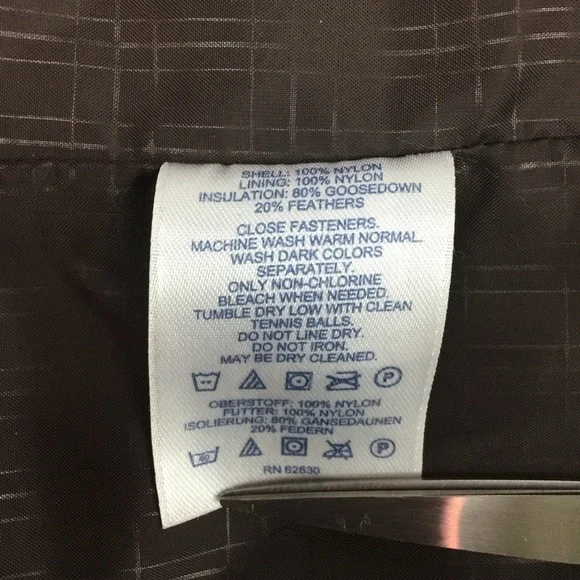 SHELL: 100% NYLON
LINING: 100% NYLON
INSULATION: 80% GOOSEDOWN
20% FEATHERS
CLOSE FASTENERS.
MACHINE WASH WARM NORMAL.
WASH DARK COLORS
SEPARATELY.
ONLY NON-CHLORINE
BLEACH WHEN NEEDED.
TUMBLE DRY LOW WITH CLEAN
TENNIS BALLS.
DO NOT LINE DRY.
DO NOT IRON.
MAY BE DRY CLEANED.
P
OBERSTOFF: 100% NYLON
FUTTER: 100% NYLON
ISOLIERUNG: 80% GÄNSEDAUNEN
20% FEDERN
40 P
RN 62830